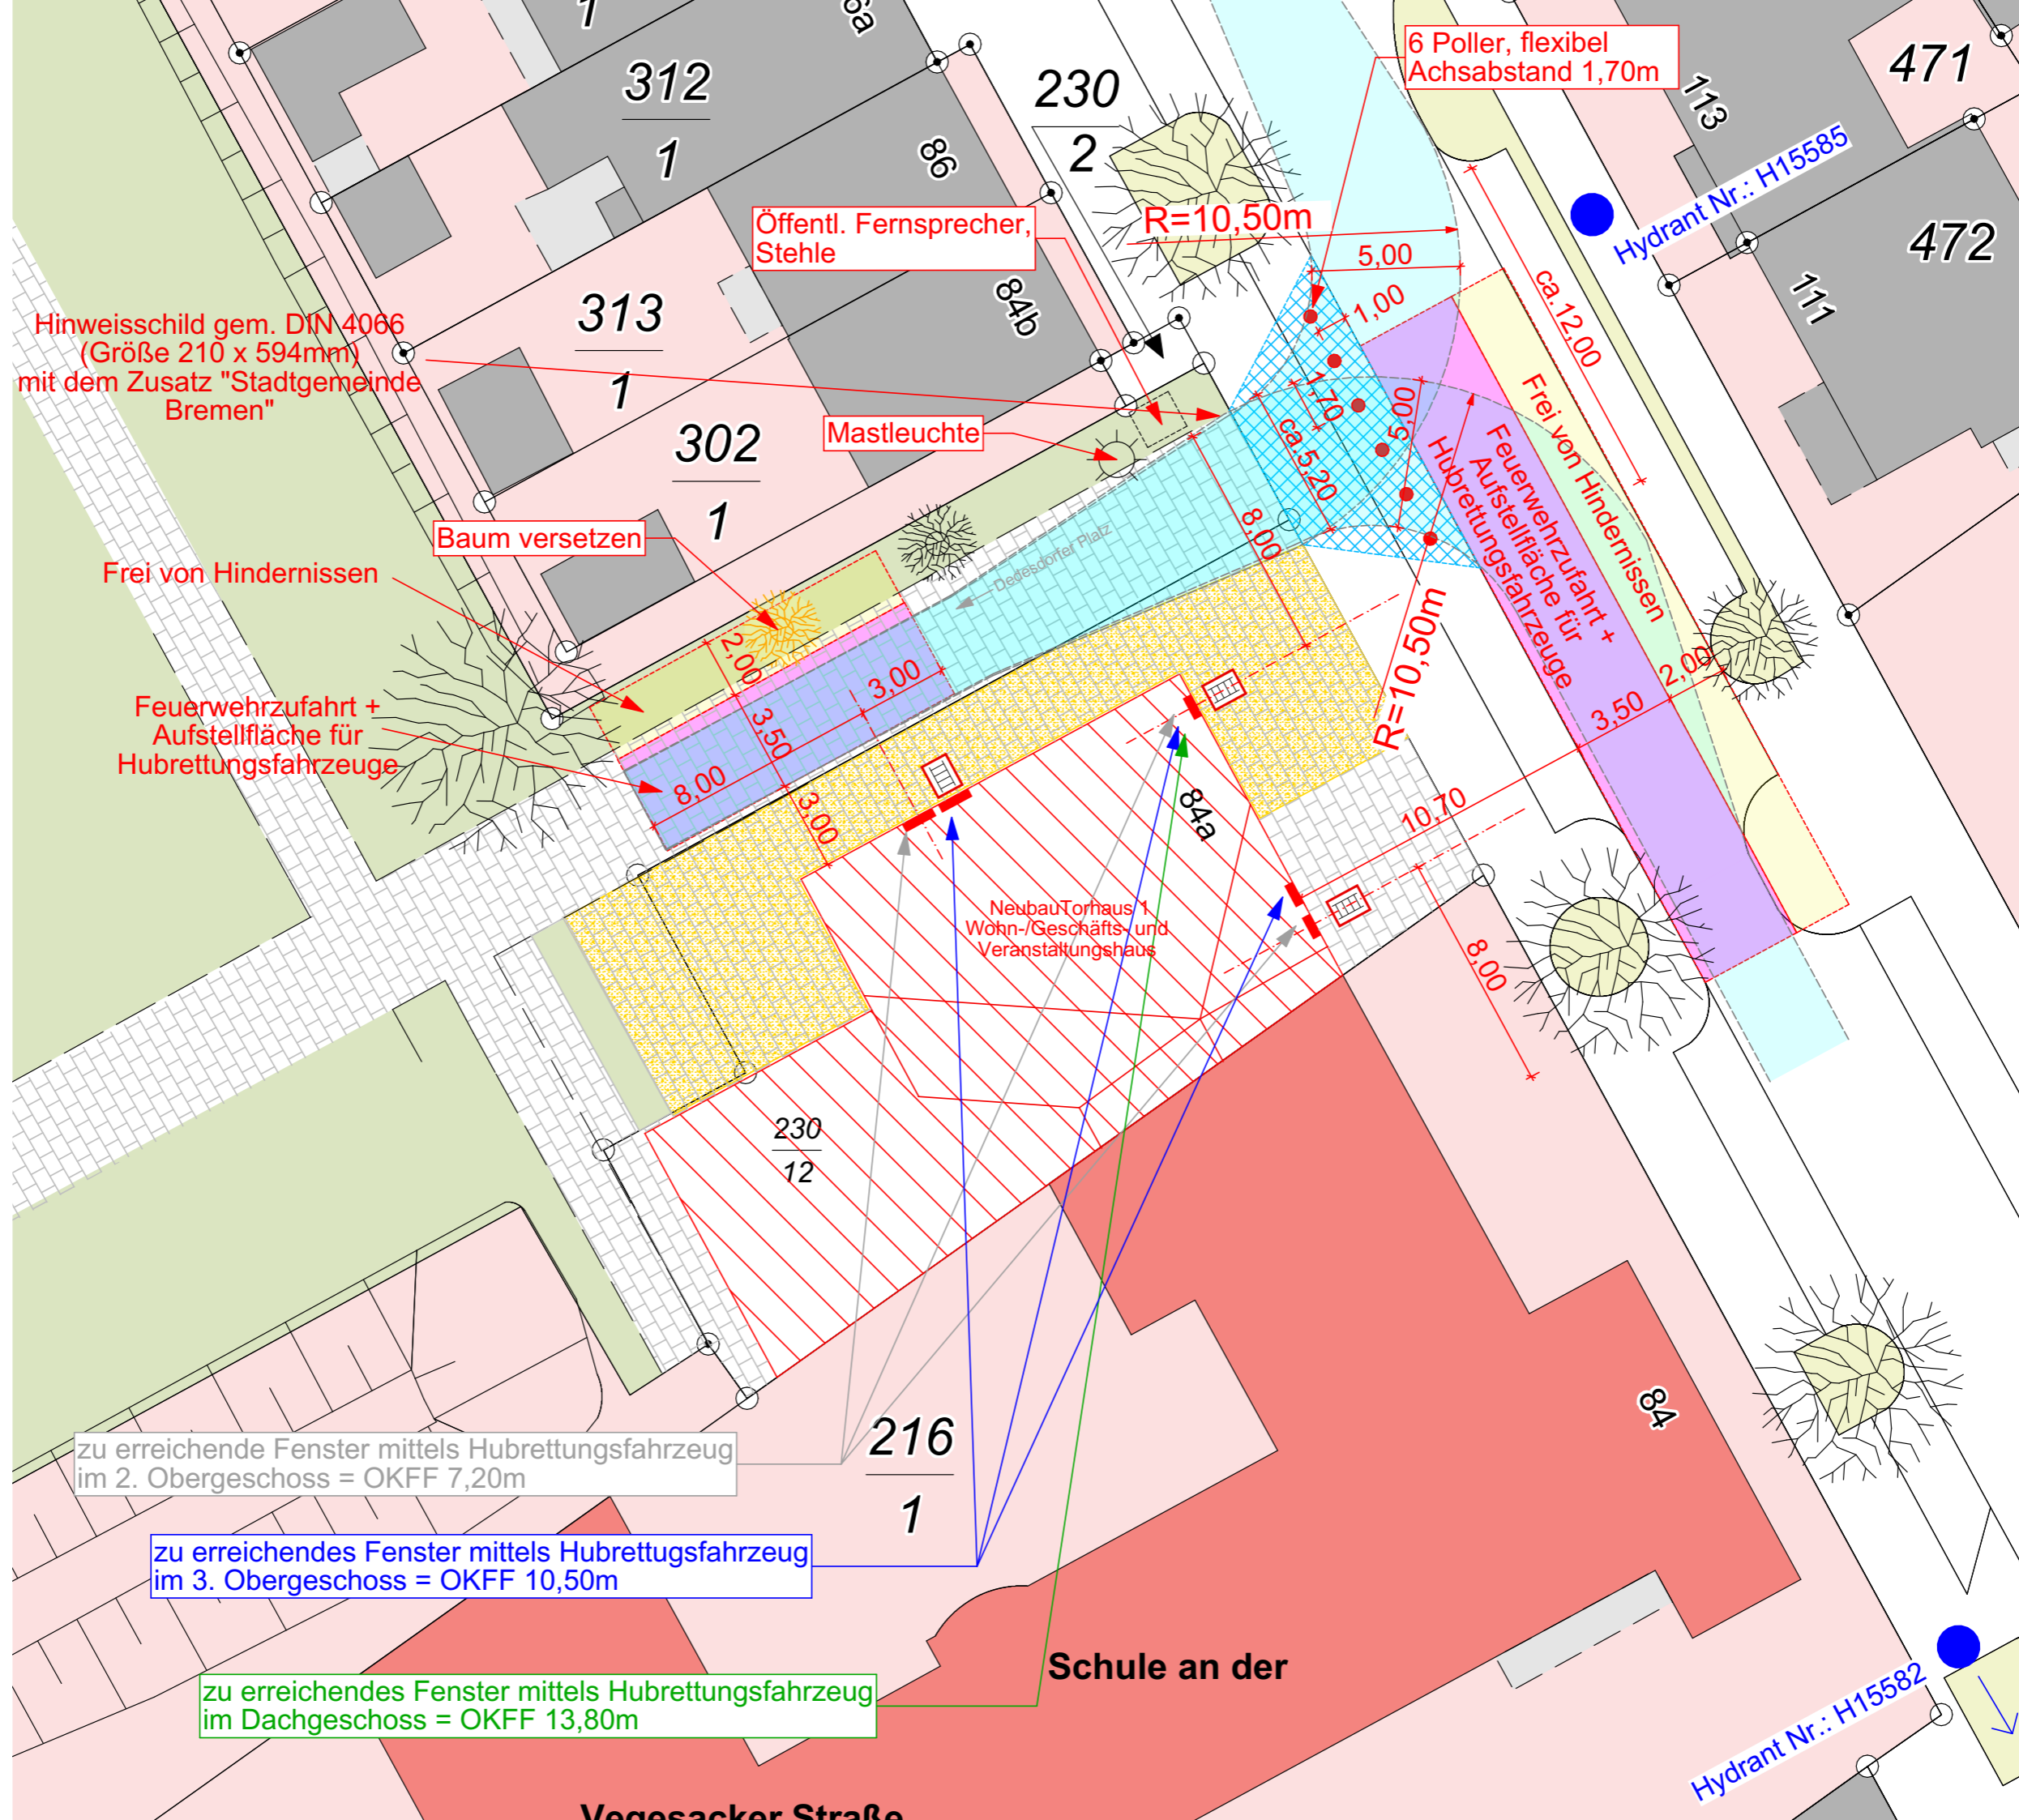 1
6a
312
1
86
230
2
6 Poller, flexibel
Achsabstand 1,70m
113
471
Hydrant Nr.: H15585
472
111
Öffentl. Fernsprecher,
Stehle
R=10,50m
5,00
1,00
ca.12,00
84b
313
1
Hinweisschild gem. DIN 4066
(Größe 210 x 594mm)
mit dem Zusatz "Stadtgemeinde
Bremen"
302
1
Mastleuchte
1,70
5,00
ca.5,20
8,00
Frei von Hindernissen
Feuerwehrzufahrt +
Aufstellfläche für
Hubrettungsfahrzeuge
Baum versetzen
Dedesdorfer Platz
Frei von Hindernissen
2,00
3,00
3,50
8,00
3,00
Feuerwehrzufahrt +
Aufstellfläche für
Hubrettungsfahrzeuge
R=10,50m
2,00
3,50
10,70
8,00
84a
NeubauTorhaus 1
Wohn-/Geschäfts- und
Veranstaltungshaus
230
12
84
216
1
zu erreichende Fenster mittels Hubrettungsfahrzeug
im 2. Obergeschoss = OKFF 7,20m
zu erreichendes Fenster mittels Hubrettugsfahrzeug
im 3. Obergeschoss = OKFF 10,50m
zu erreichendes Fenster mittels Hubrettungsfahrzeug
im Dachgeschoss = OKFF 13,80m
Schule an der
Hydrant Nr.: H15582
Vegesacker Straße